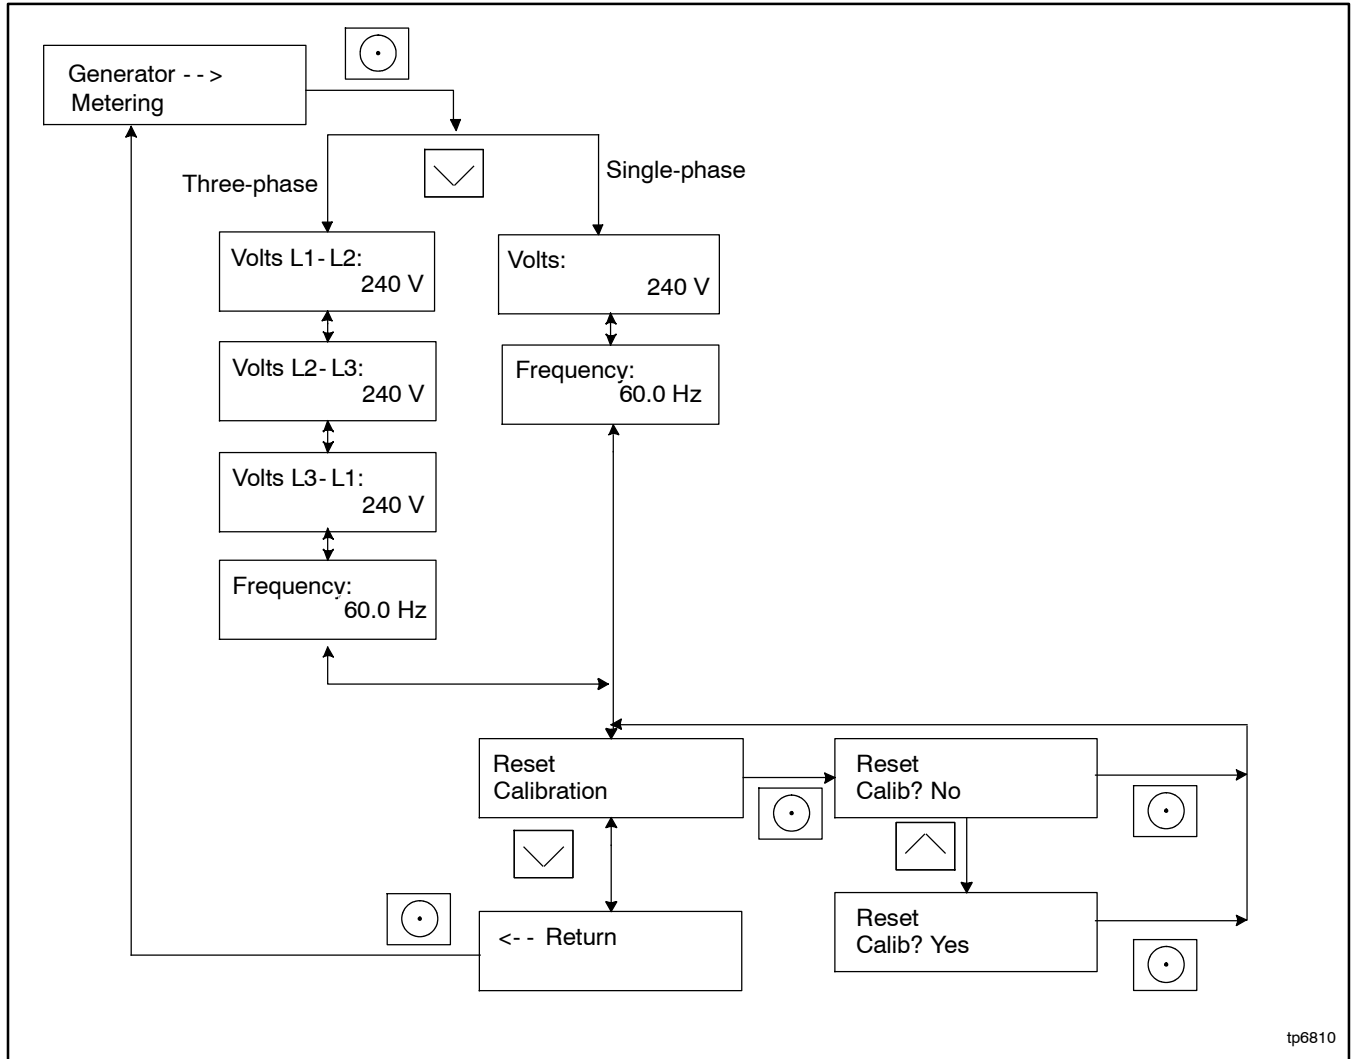 Generator - - >
Metering
Three-phase
Single-phase
Volts L1- L2:
240 V
Volts:
240 V
Volts L2- L3:
240 V
Frequency:
60.0 Hz
Volts L3- L1:
240 V
Frequency:
60.0 Hz
Reset
Calibration
Reset
Calib? No
<- - Return
Reset
Calib? Yes
tp6810